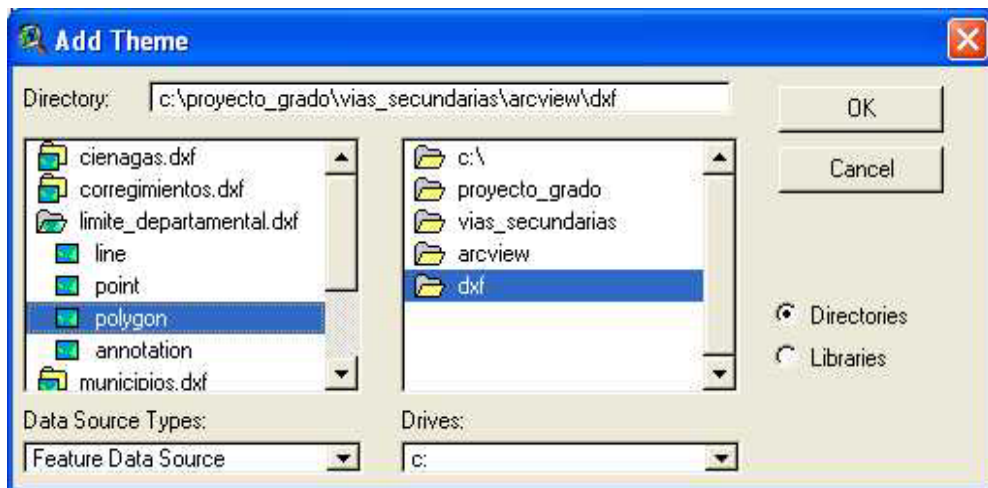 Add Theme
Directory: c:\proyecto_grado\vias_secundarias\arcview\dxf
OK
Cancel
cienagas.dxf
corregimientos.dxf
limite_departamental.dxf
line
point
polygon
annotation
municipios.dxf
c:\
proyecto_grado
vias_secundarias
arcview
dxf
Directories
Libraries
Data Source Types:
Feature Data Source
Drives:
c: